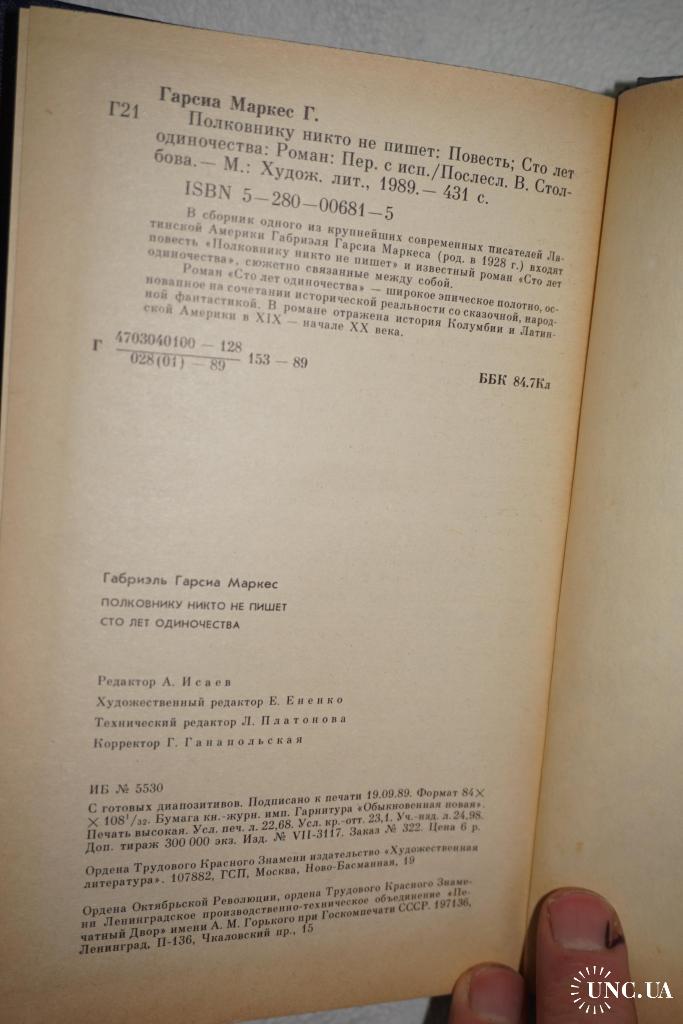 Гарсиа Маркес Г.
Г21
Полковнику никто не пишет: Повесть; Сто лет
одиночества: Роман: Пер. с исп./Послесл. В. Стол-
бова.— М.: Худож. лит., 1989.— 431 с.
ISBN 5—280—00681—5
В сборник одного из крупнейших современных писателей Ла-
тинской Америки Габриэля Гарсиа Маркеса (род. в 1928 г.) входят
повесть «Полковнику никто не пишет» и известный роман «Сто лет
одиночества», сюжетно связанные между собой.
Роман «Сто лет одиночества» — широкое эпическое полотно, ос-
нованное на сочетании исторической реальности со сказочной, народ-
ной фантастикой. В романе отражена история Колумбии и Латин-
ской Америки в XIX — начале XX века.
Г 4703040100 — 128
028(01) — 89
153 — 89
ББК 84.7Кл
Габриэль Гарсиа Маркес
ПОЛКОВНИКУ НИКТО НЕ ПИШЕТ
СТО ЛЕТ ОДИНОЧЕСТВА
Редактор А. Исаев
Художественный редактор Е. Ененко
Технический редактор Л. Платонова
Корректор Г. Ганапольская
ИБ № 5530
С готовых диапозитивов. Подписано к печати 19.09.89. Формат 84×
×108¹/₃₂. Бумага кн.-журн. имп. Гарнитура «Обыкновенная новая».
Печать высокая. Усл. печ. л. 22,68. Усл. кр.-отт. 23,1. Уч.-изд. л. 24,98.
Доп. тираж 300 000 экз. Изд. № VII-3117. Заказ № 322. Цена 6 р.
Ордена Трудового Красного Знамени издательство «Художественная
литература». 107882, ГСП, Москва, Ново-Басманная, 19
Ордена Октябрьской Революции, ордена Трудового Красного Знаме-
ни Ленинградское производственно-техническое объединение «Пе-
чатный Двор» имени А. М. Горького при Госкомпечати СССР. 197136,
Ленинград, П-136, Чкаловский пр., 15
UNC.UA